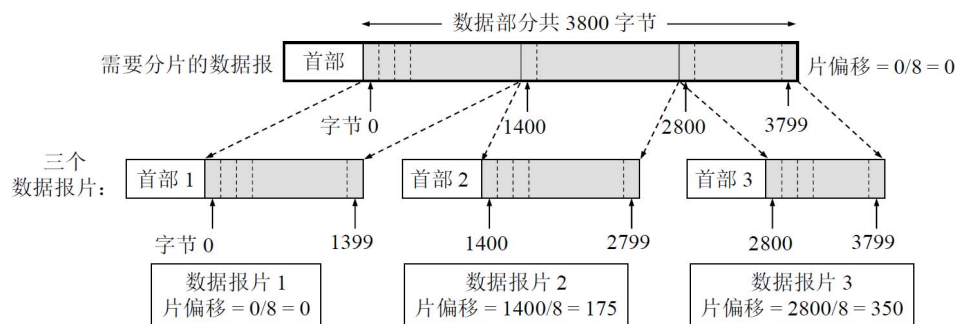 数据部分共 3800 字节
需要分片的数据报
首部
片偏移 = 0/8 = 0
字节 0
1400
2800
3799
三个
数据报片：
首部 1
首部 2
首部 3
字节 0
1399
1400
2799
2800
3799
数据报片 1
片偏移 = 0/8 = 0
数据报片 2
片偏移 = 1400/8 = 175
数据报片 3
片偏移 = 2800/8 = 350